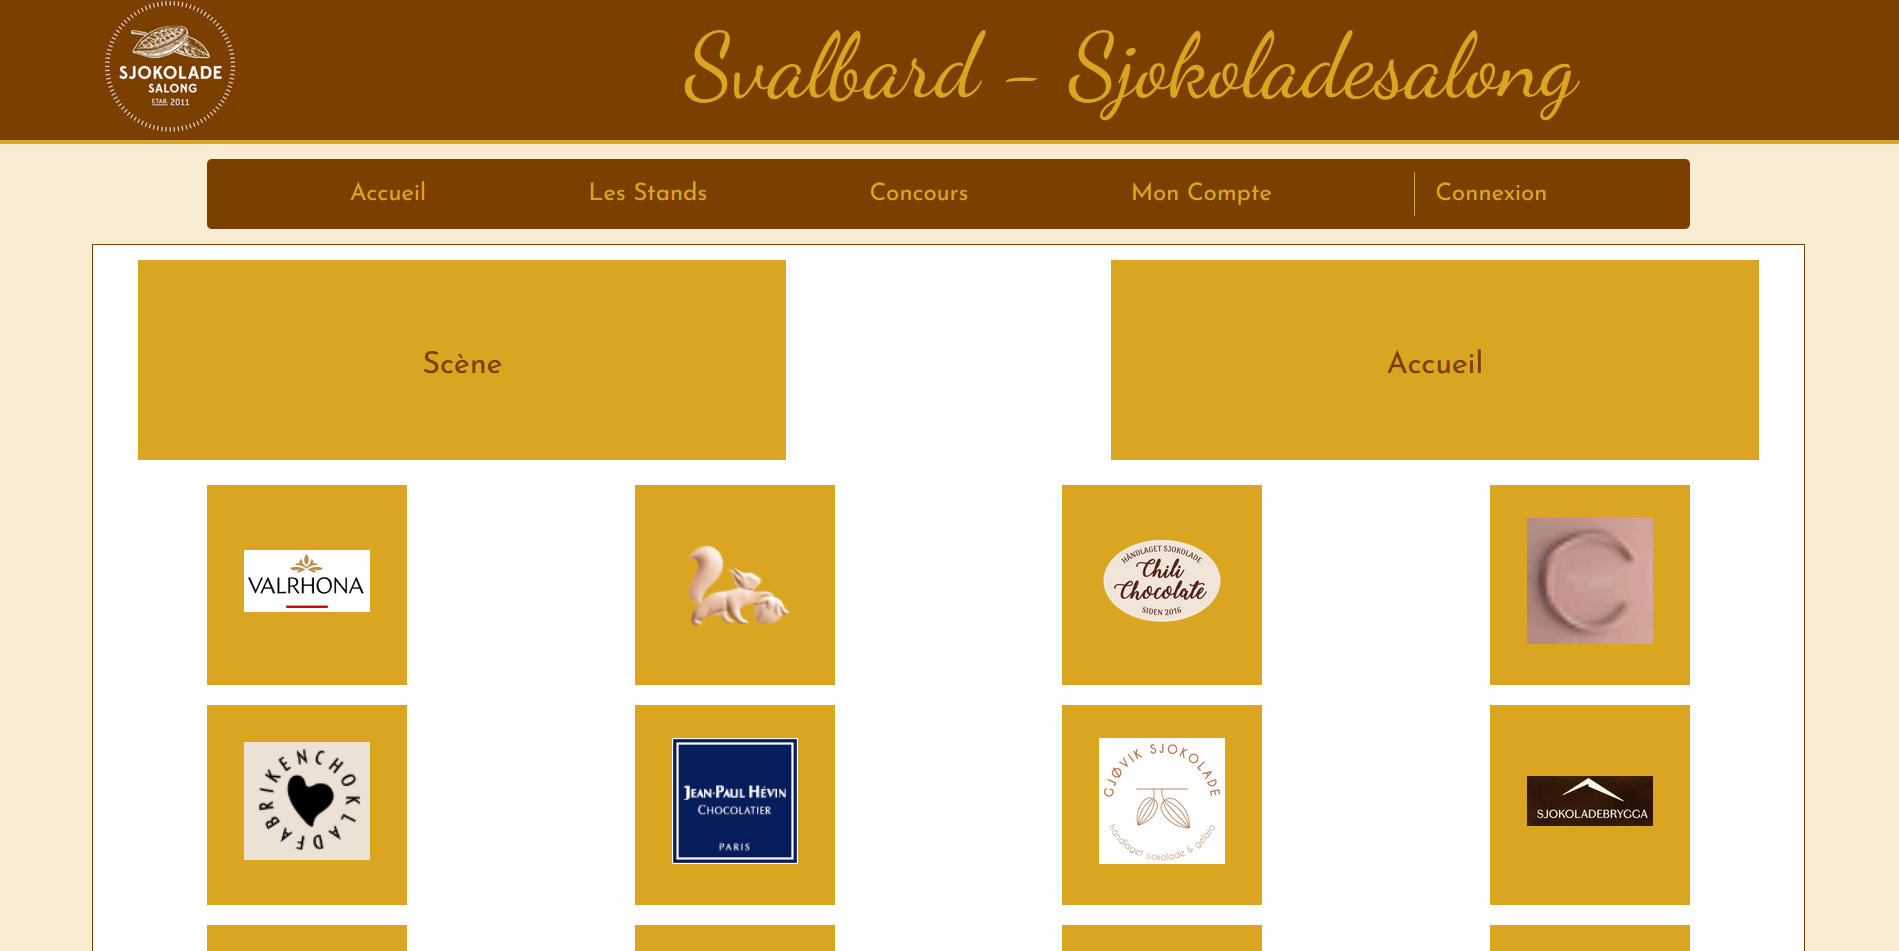 SJOKOLADE
SALONG
ETAB. 2011
Svalbard - Sjokoladesalong
Accueil
Les Stands
Concours
Mon Compte
Connexion
Scène
Accueil
VALRHONA
HÅNDLAGET SJOKOLADE
Chili
Chocolate
SIDEN 2016
C
CHOKLADFABRIKEN
JEAN-PAUL HÉVIN
CHOCOLATIER
PARIS
GJØVIK SJOKOLADE
håndlaget sjokolade & gelato
SJOKOLADEBRYGGA